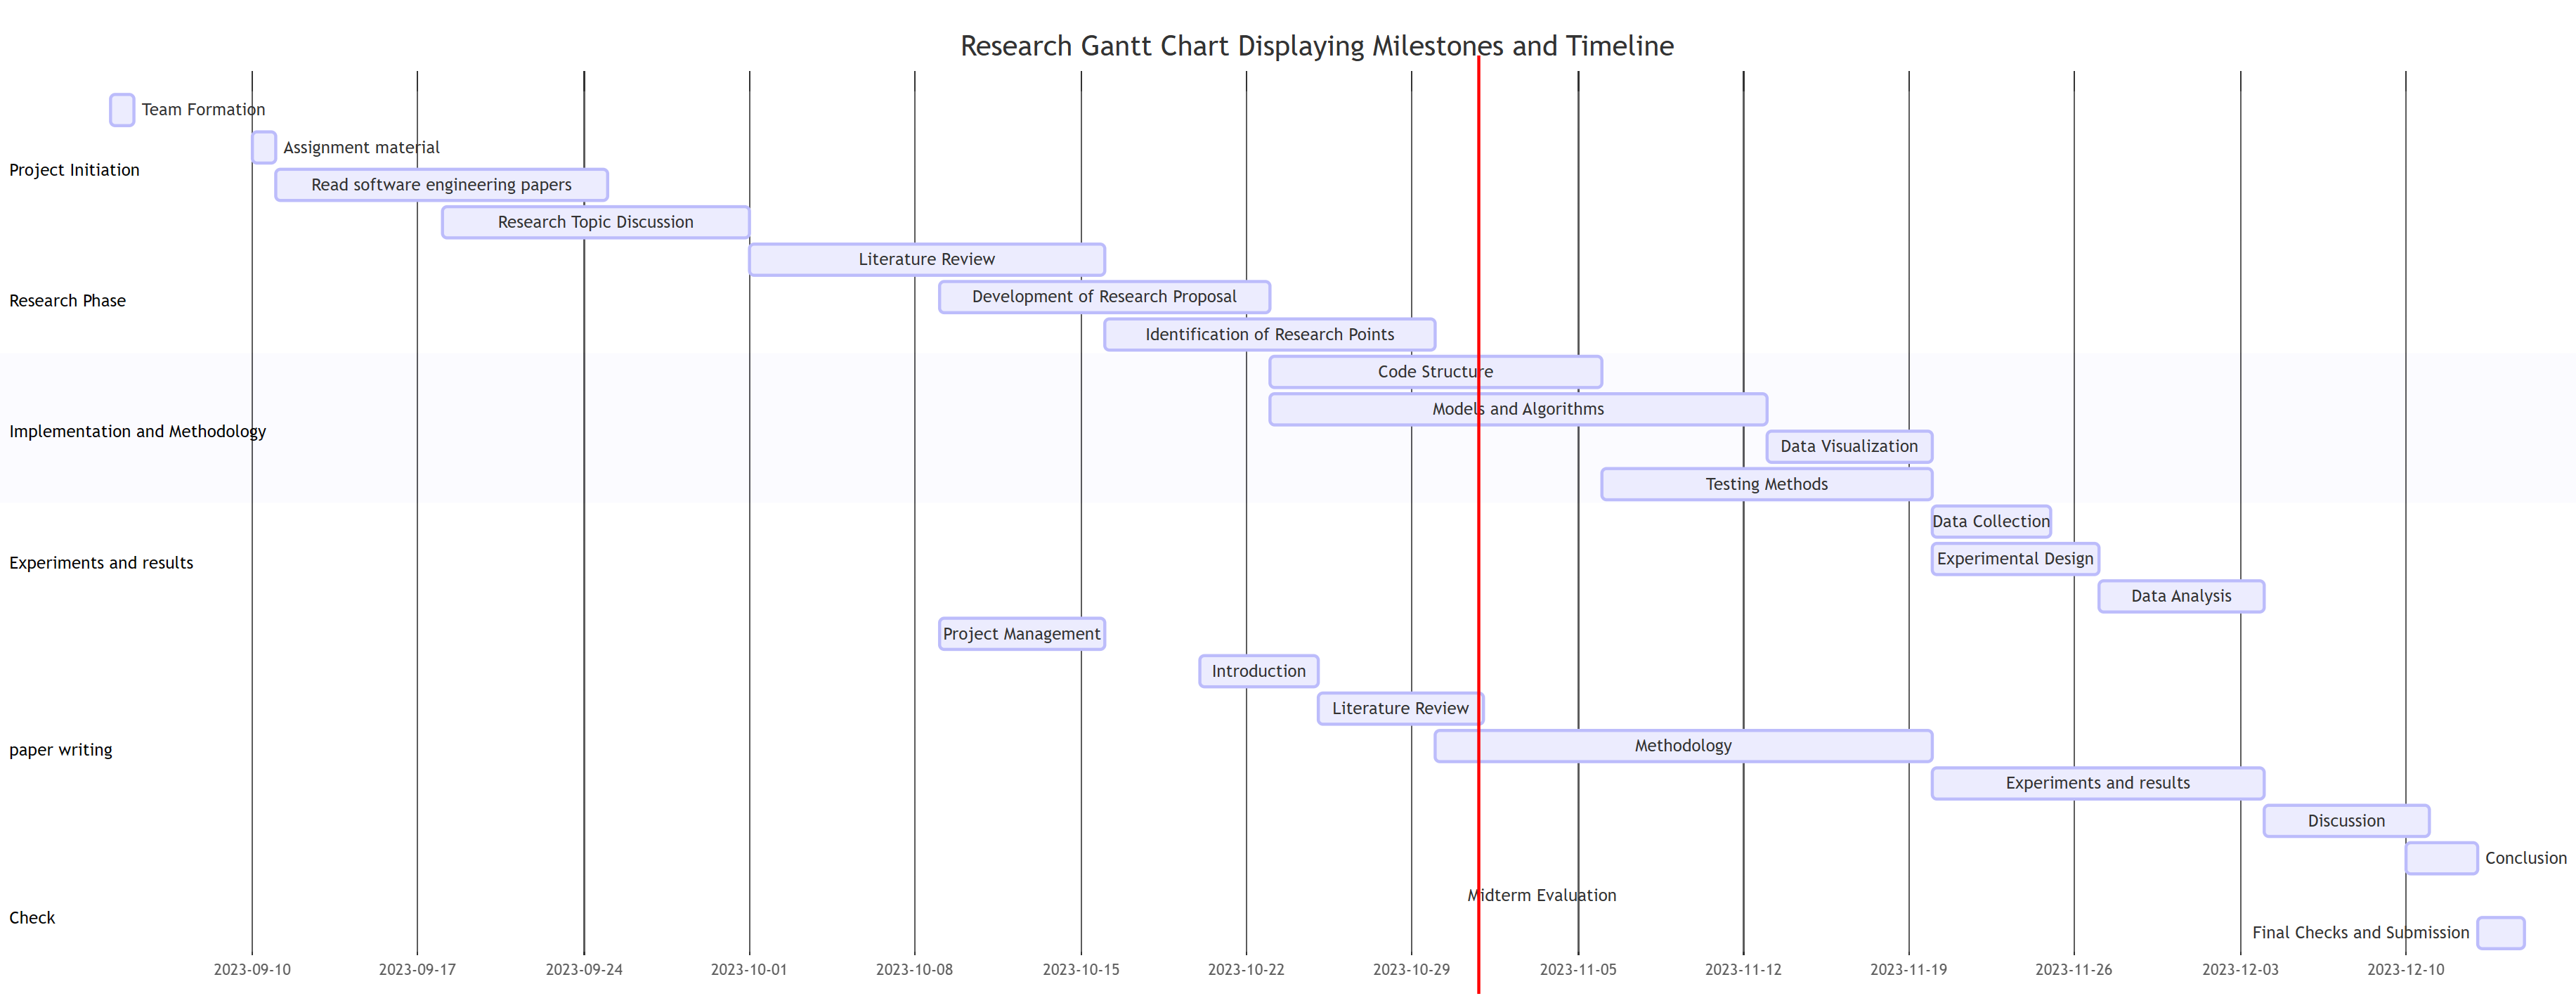 Research Gantt Chart Displaying Milestones and Timeline
Team Formation
Assignment material
Project Initiation
Read software engineering papers
Research Topic Discussion
Literature Review
Research Phase
Development of Research Proposal
Identification of Research Points
Code Structure
Models and Algorithms
Implementation and Methodology
Data Visualization
Testing Methods
Data Collection
Experiments and results
Experimental Design
Data Analysis
Project Management
Introduction
Literature Review
paper writing
Methodology
Experiments and results
Discussion
Conclusion
Midterm Evaluation
Check
Final Checks and Submission
2023-09-10 2023-09-17 2023-09-24 2023-10-01 2023-10-08 2023-10-15 2023-10-22 2023-10-29 2023-11-05 2023-11-12 2023-11-19 2023-11-26 2023-12-03 2023-12-10